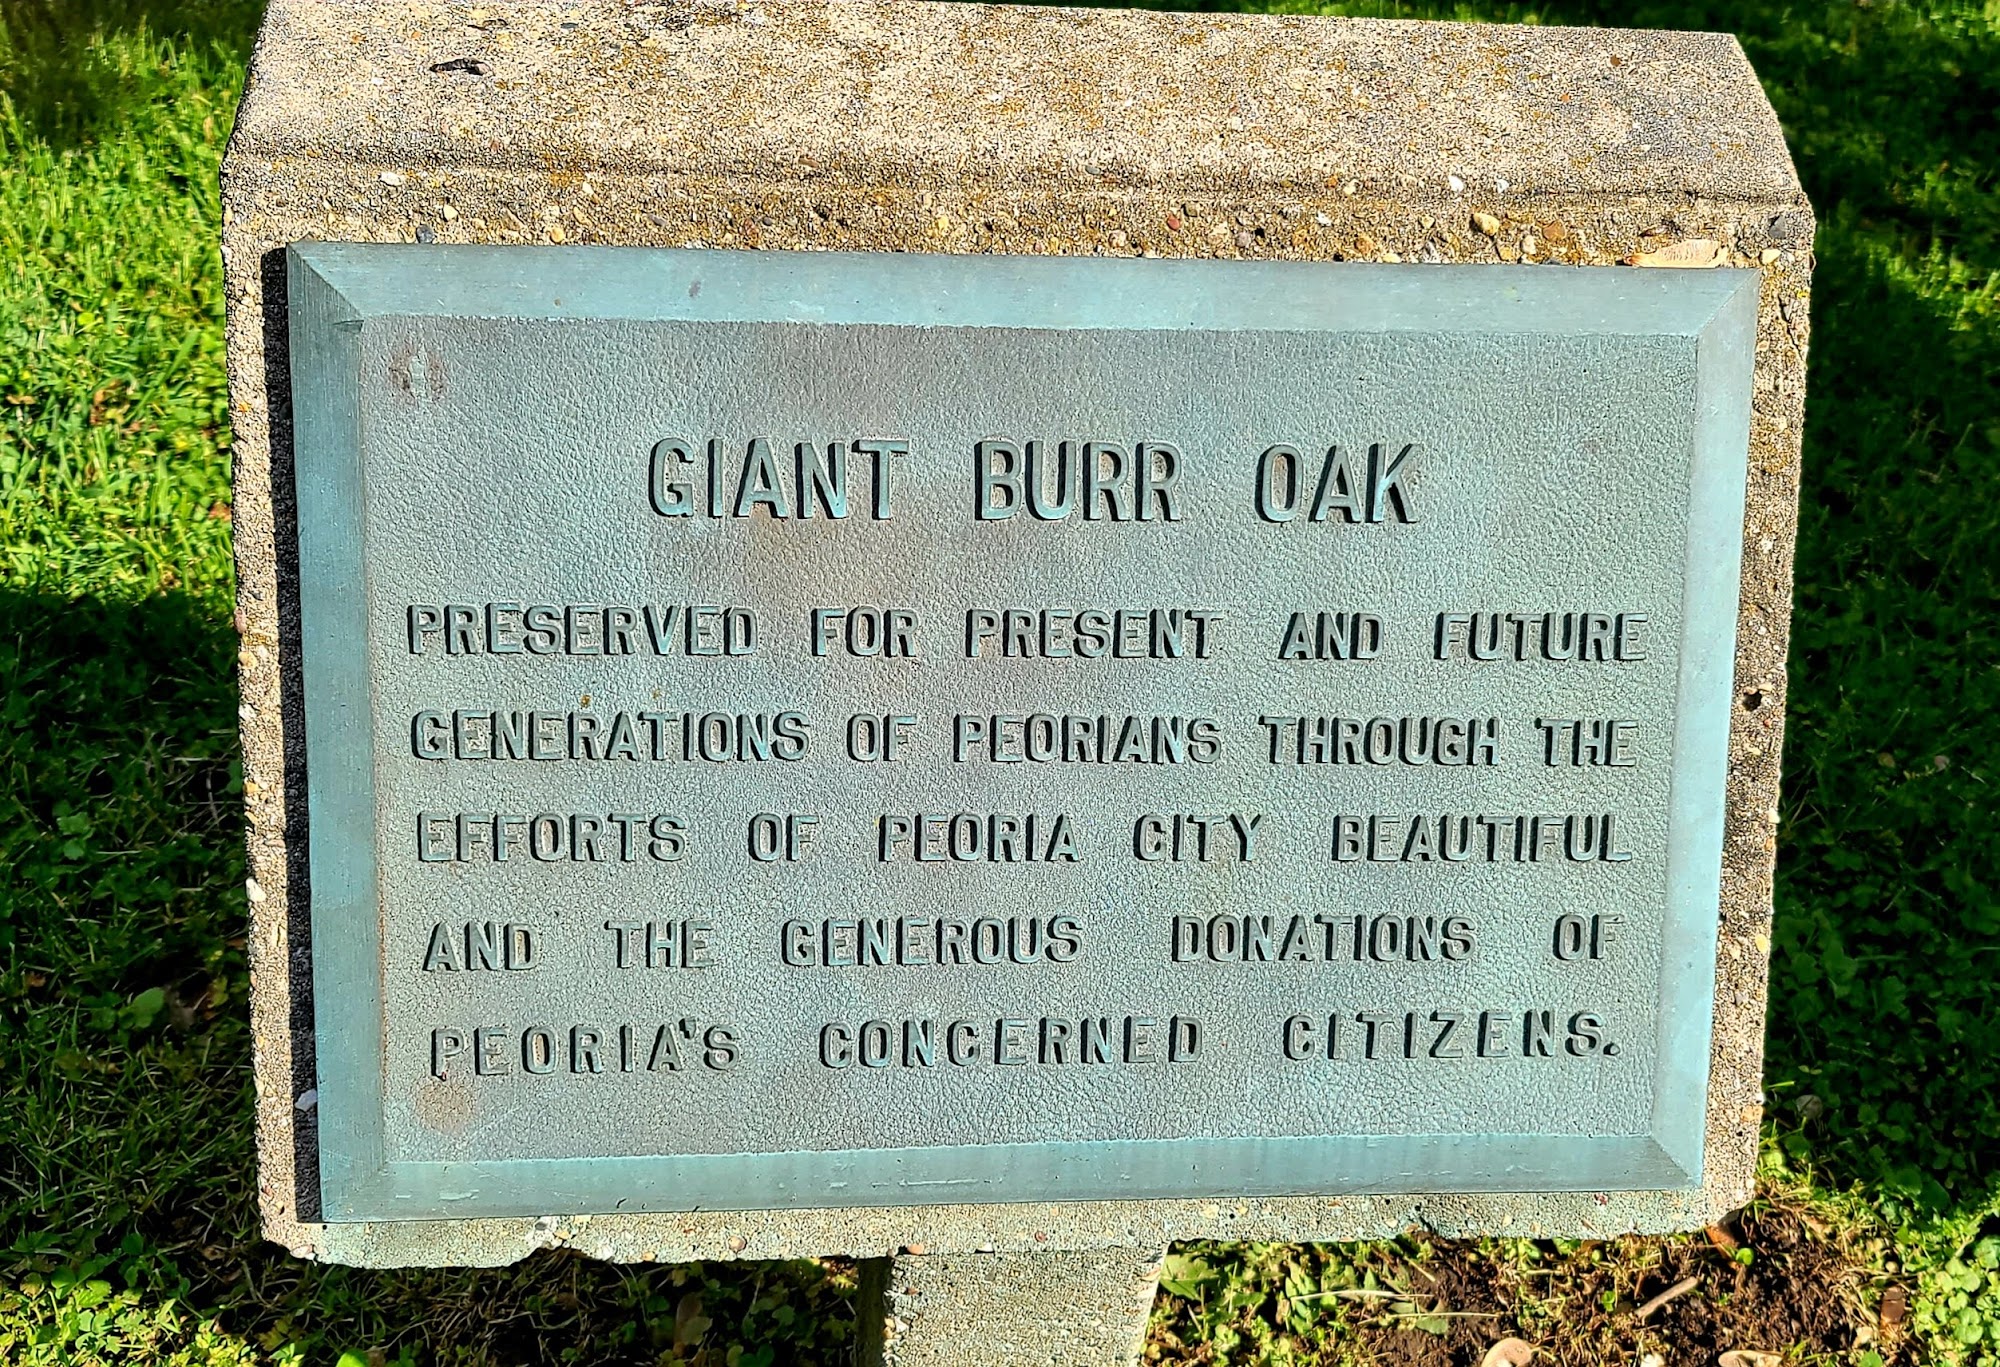 GIANT BURR OAK
PRESERVED FOR PRESENT AND FUTURE
GENERATIONS OF PEORIANS THROUGH THE
EFFORTS OF PEORIA CITY BEAUTIFUL
AND THE GENEROUS DONATIONS OF
PEORIA'S CONCERNED CITIZENS.